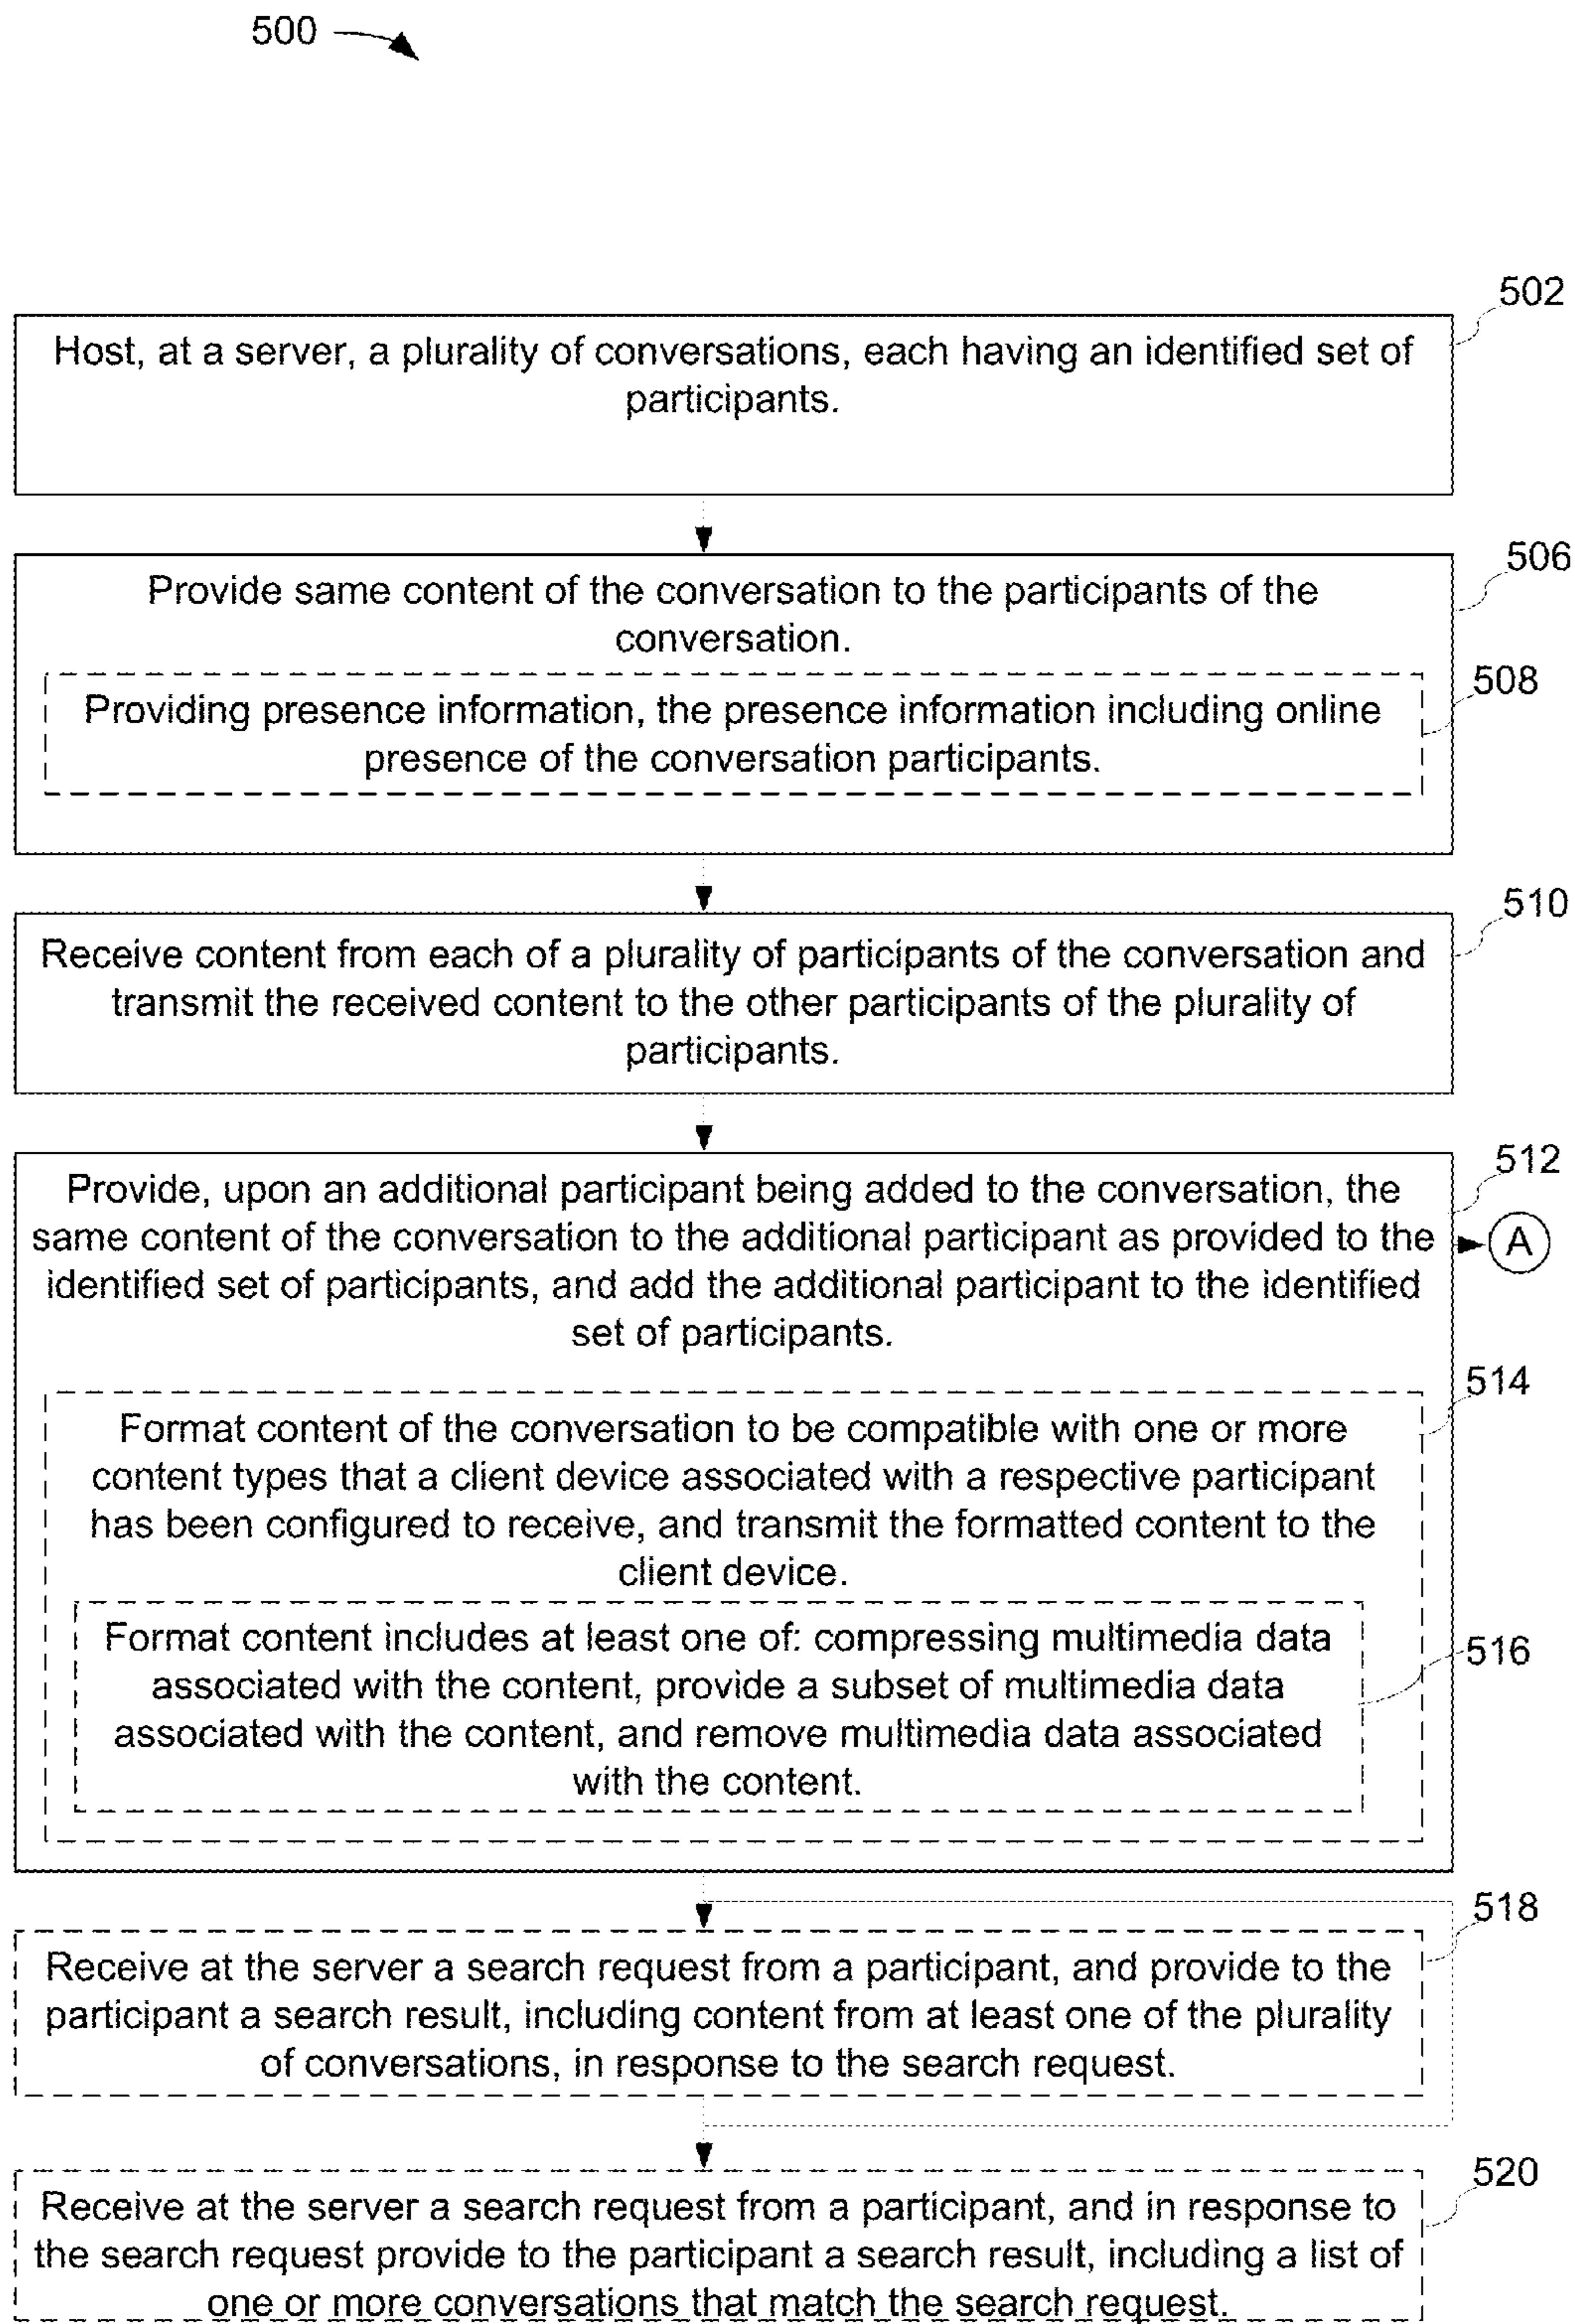 500
502
Host, at a server, a plurality of conversations, each having an identified set of
participants.
506
Provide same content of the conversation to the participants of the
conversation.
508
Providing presence information, the presence information including online
presence of the conversation participants.
510
Receive content from each of a plurality of participants of the conversation and
transmit the received content to the other participants of the plurality of
participants.
512
Provide, upon an additional participant being added to the conversation, the
same content of the conversation to the additional participant as provided to the
A
identified set of participants, and add the additional participant to the identified
set of participants.
514
Format content of the conversation to be compatible with one or more
content types that a client device associated with a respective participant
has been configured to receive, and transmit the formatted content to the
client device.
516
Format content includes at least one of: compressing multimedia data
associated with the content, provide a subset of multimedia data
associated with the content, and remove multimedia data associated
with the content.
518
Receive at the server a search request from a participant, and provide to the
participant a search result, including content from at least one of the plurality
of conversations, in response to the search request.
520
Receive at the server a search request from a participant, and in response to
the search request provide to the participant a search result, including a list of
one or more conversations that match the search request.